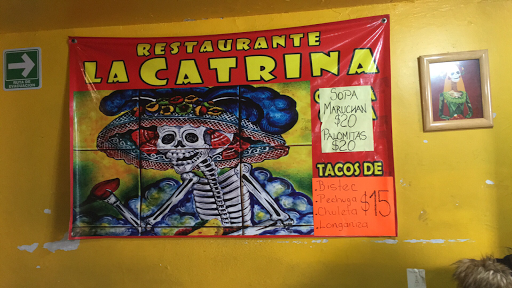 RESTAURANTE
LA CATRINA
SOPA
MARUCHAN
$20
PALOMITAS
$20
TACOS DE
.Bistec
.Pechuga
.Chuleta
.Longaniza
$15